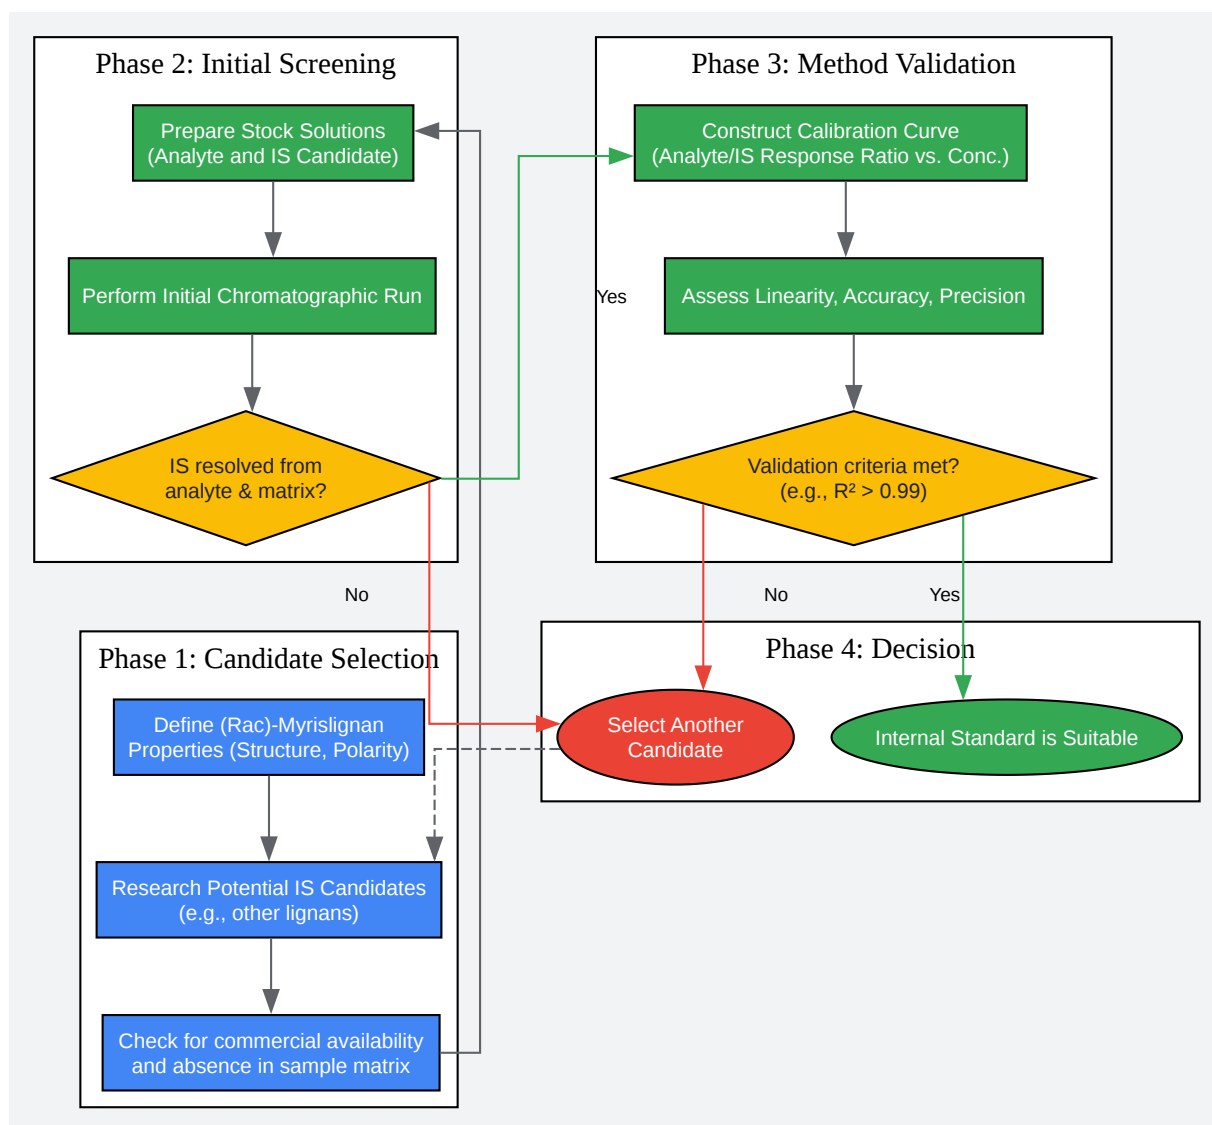 Phase 2: Initial Screening
Prepare Stock Solutions
(Analyte and IS Candidate)
Perform Initial Chromatographic Run
IS resolved from
analyte & matrix?
Phase 3: Method Validation
Construct Calibration Curve
(Analyte/IS Response Ratio vs. Conc.)
Yes
Assess Linearity, Accuracy, Precision
Validation criteria met?
(e.g., R² > 0.99)
No
No
Yes
Phase 1: Candidate Selection
Define (Rac)-Myrislignan
Properties (Structure, Polarity)
Research Potential IS Candidates
(e.g., other lignans)
Check for commercial availability
and absence in sample matrix
Phase 4: Decision
Select Another
Candidate
Internal Standard is Suitable